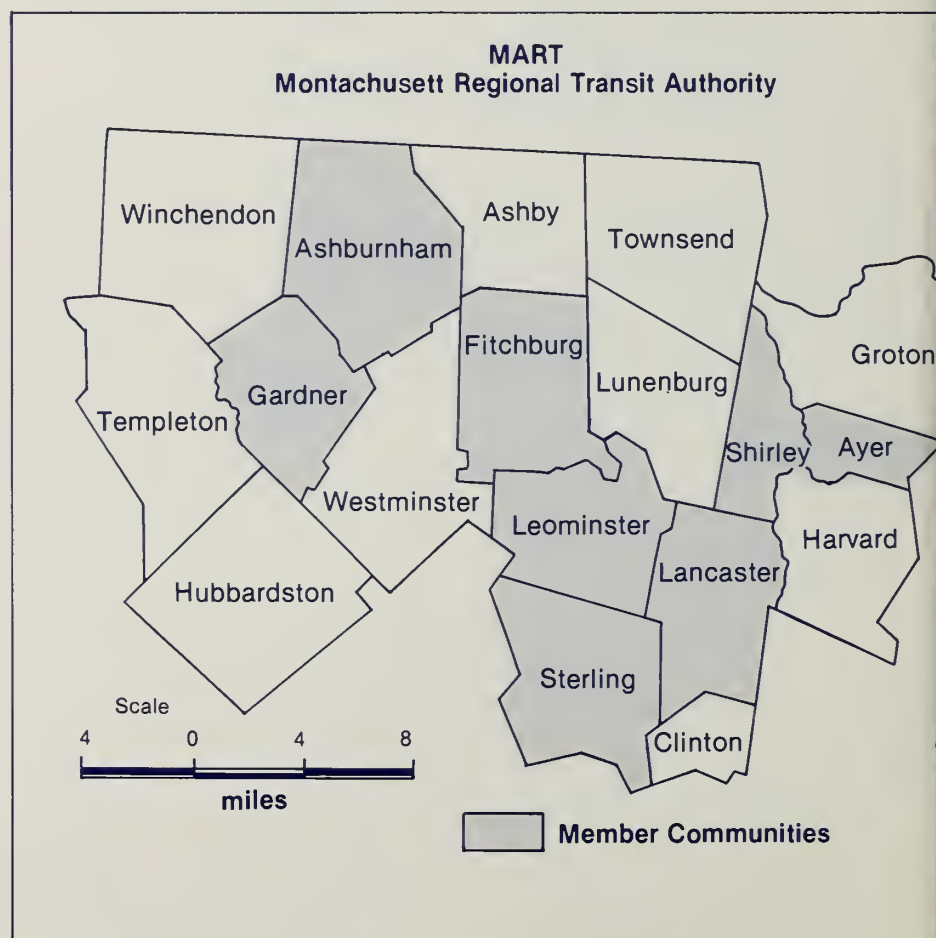 MART
Montachusett Regional Transit Authority
Winchendon
Ashburnham
Ashby
Townsend
Fitchburg
Lunenburg
Groton
Gardner
Templeton
Shirley
Ayer
Westminster
Leominster
Harvard
Hubbardston
Lancaster
Sterling
Clinton
Scale
4 0 4 8
miles
Member Communities